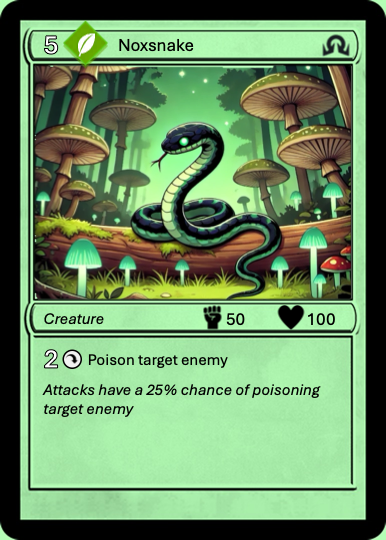 5 Noxsnake
Creature 50 100
2 Poison target enemy
Attacks have a 25% chance of poisoning
target enemy